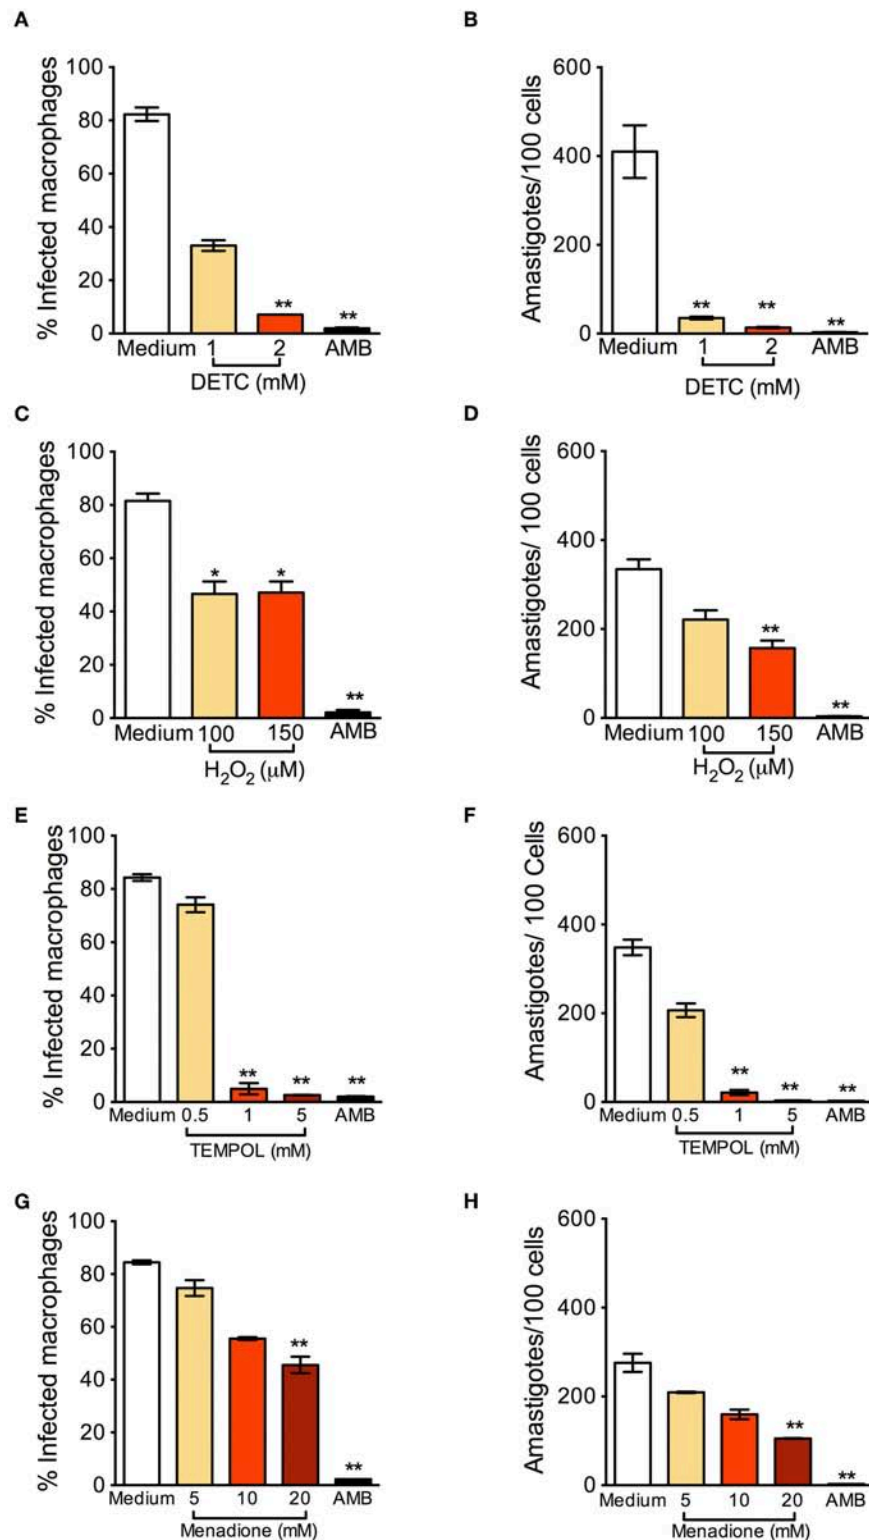 A
% Infected macrophages
100
80
60
40
20
0
**
**
Medium 1 2 AMB
DETC (mM)
B
Amastigotes/100 cells
600
400
200
0
**
**
**
Medium 1 2 AMB
DETC (mM)
C
% Infected macrophages
100
80
60
40
20
0
*
*
**
Medium 100 150 AMB
H₂O₂ (μM)
D
Amastigotes/ 100 cells
600
400
200
0
**
**
Medium 100 150 AMB
H₂O₂ (μM)
E
% Infected macrophages
100
80
60
40
20
0
**
**
**
Medium 0.5 1 5 AMB
TEMPOL (mM)
F
Amastigotes/ 100 Cells
600
400
200
0
**
**
**
Medium 0.5 1 5 AMB
TEMPOL (mM)
G
% Infected macrophages
100
80
60
40
20
0
**
**
Medium 5 10 20 AMB
Menadione (mM)
H
Amastigotes/100 cells
600
400
200
0
**
**
Medium 5 10 20 AMB
Menadione (mM)